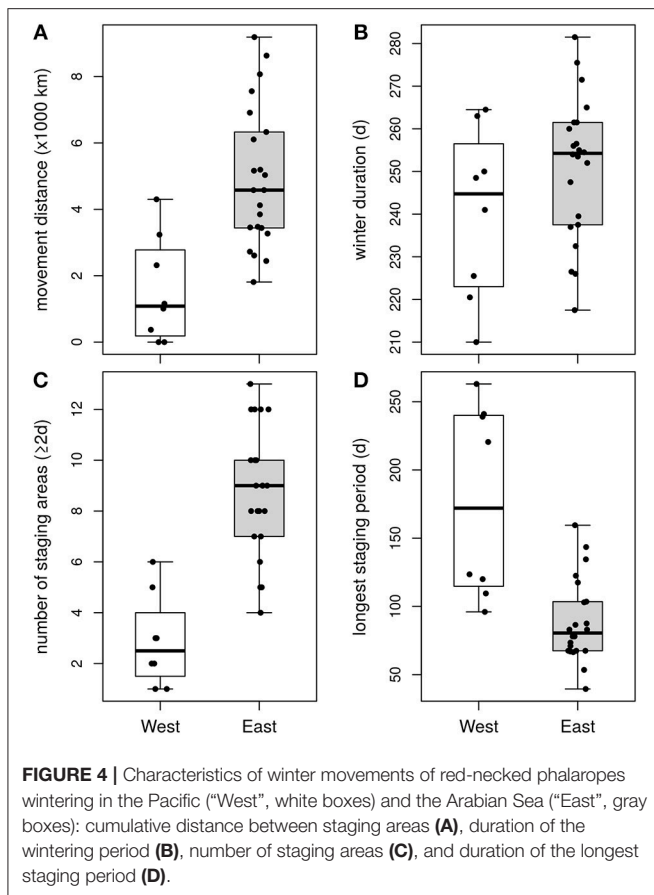 A
movement distance (x1000 km)
0
2
4
6
8
B
winter duration (d)
210
220
230
240
250
260
270
280
C
number of staging areas (≥2d)
2
4
6
8
10
12
West
East
D
longest staging period (d)
50
100
150
200
250
West
East
FIGURE 4 | Characteristics of winter movements of red-necked phalaropes
wintering in the Pacific (“West”, white boxes) and the Arabian Sea (“East”, gray
boxes): cumulative distance between staging areas (A), duration of the
wintering period (B), number of staging areas (C), and duration of the longest
staging period (D).